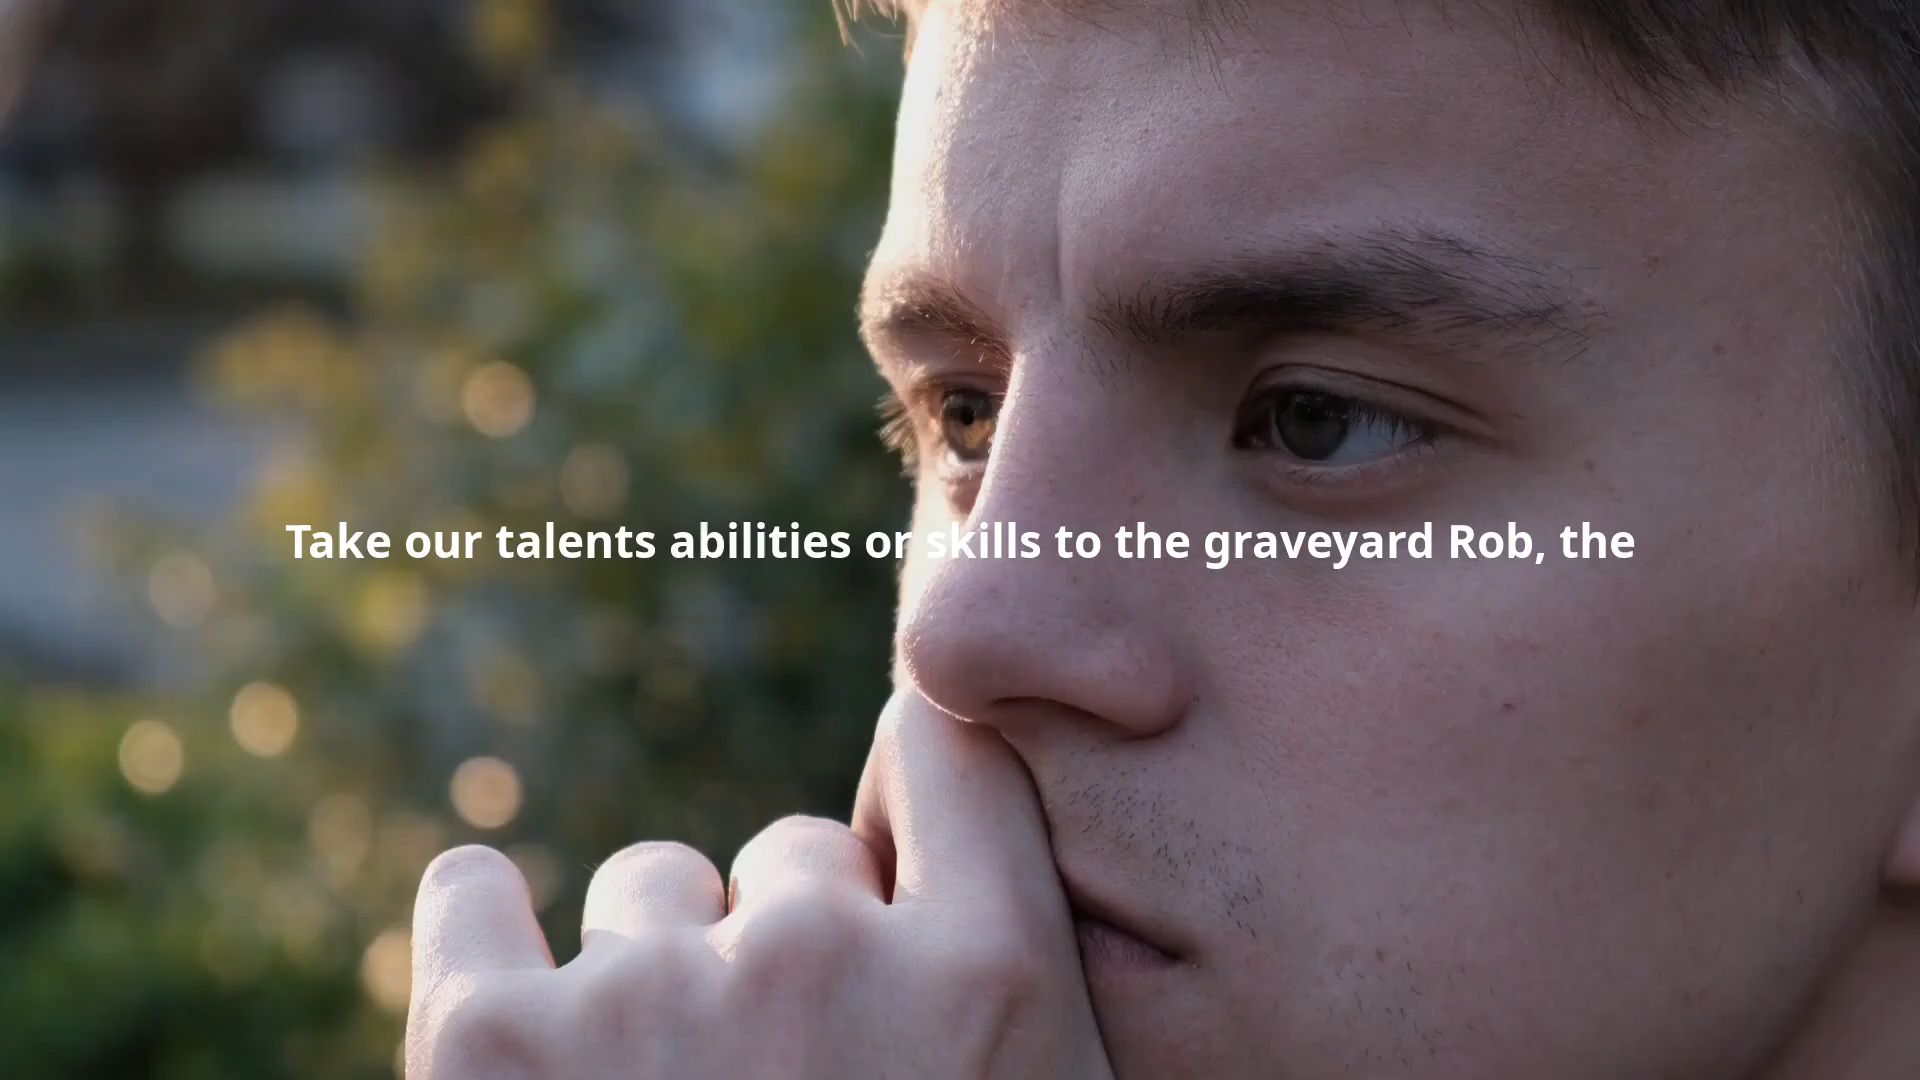 Take our talents abilities or skills to the graveyard Rob, the